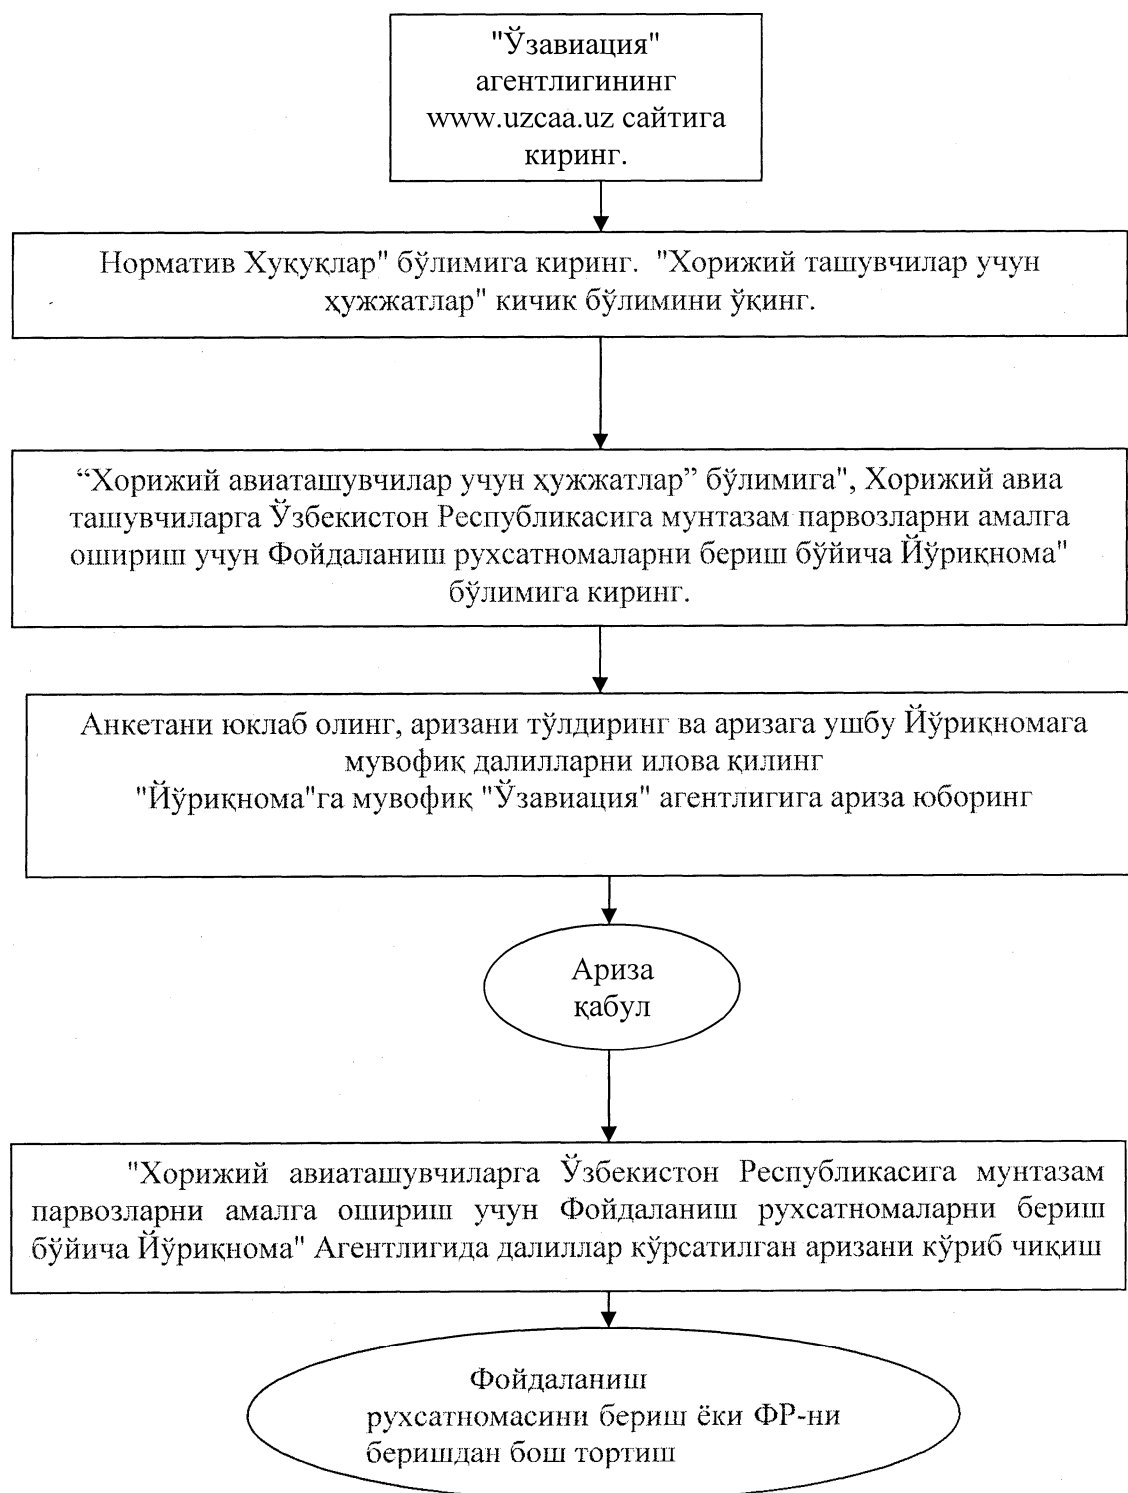 "Ўзавиация"
агентлигининг
www.uzcaa.uz сайтига
киринг.
Норматив Хуқуқлар" бўлимига киринг. "Хорижий ташувчилар учун
ҳужжатлар" кичик бўлимини ўқинг.
“Хорижий авиаташувчилар учун ҳужжатлар” бўлимига", Хорижий авиа
ташувчиларга Ўзбекистон Республикасига мунтазам парвозларни амалга
ошириш учун Фойдаланиш рухсатномаларни бериш бўйича Йўриқнома"
бўлимига киринг.
Анкетани юклаб олинг, аризани тўлдиринг ва аризага ушбу Йўриқномага
мувофиқ далилларни илова қилинг
"Йўриқнома"га мувофиқ "Ўзавиация" агентлигига ариза юборинг
Ариза
қабул
"Хорижий авиаташувчиларга Ўзбекистон Республикасига мунтазам
парвозларни амалга ошириш учун Фойдаланиш рухсатномаларни бериш
бўйича Йўриқнома" Агентлигида далиллар кўрсатилган аризани кўриб чиқиш
Фойдаланиш
рухсатномасини бериш ёки ФР-ни
беришдан бош тортиш